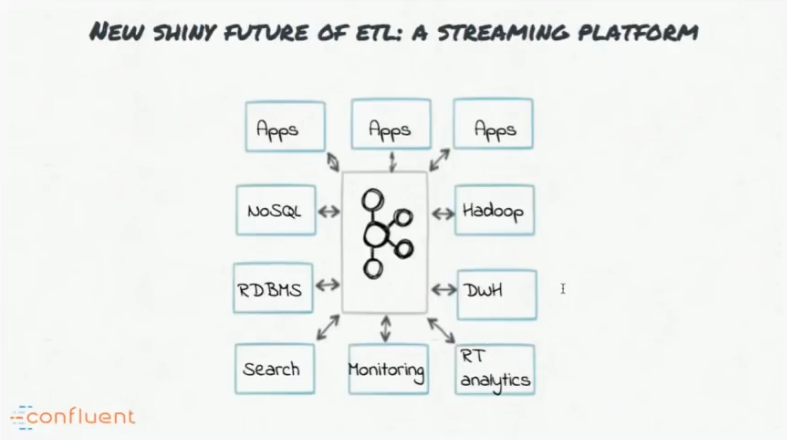 New shiny future of etl: a streaming platform
Apps
Apps
Apps
NoSQL
Hadoop
RDBMS
DWH
Search
Monitoring
RT
analytics
confluent